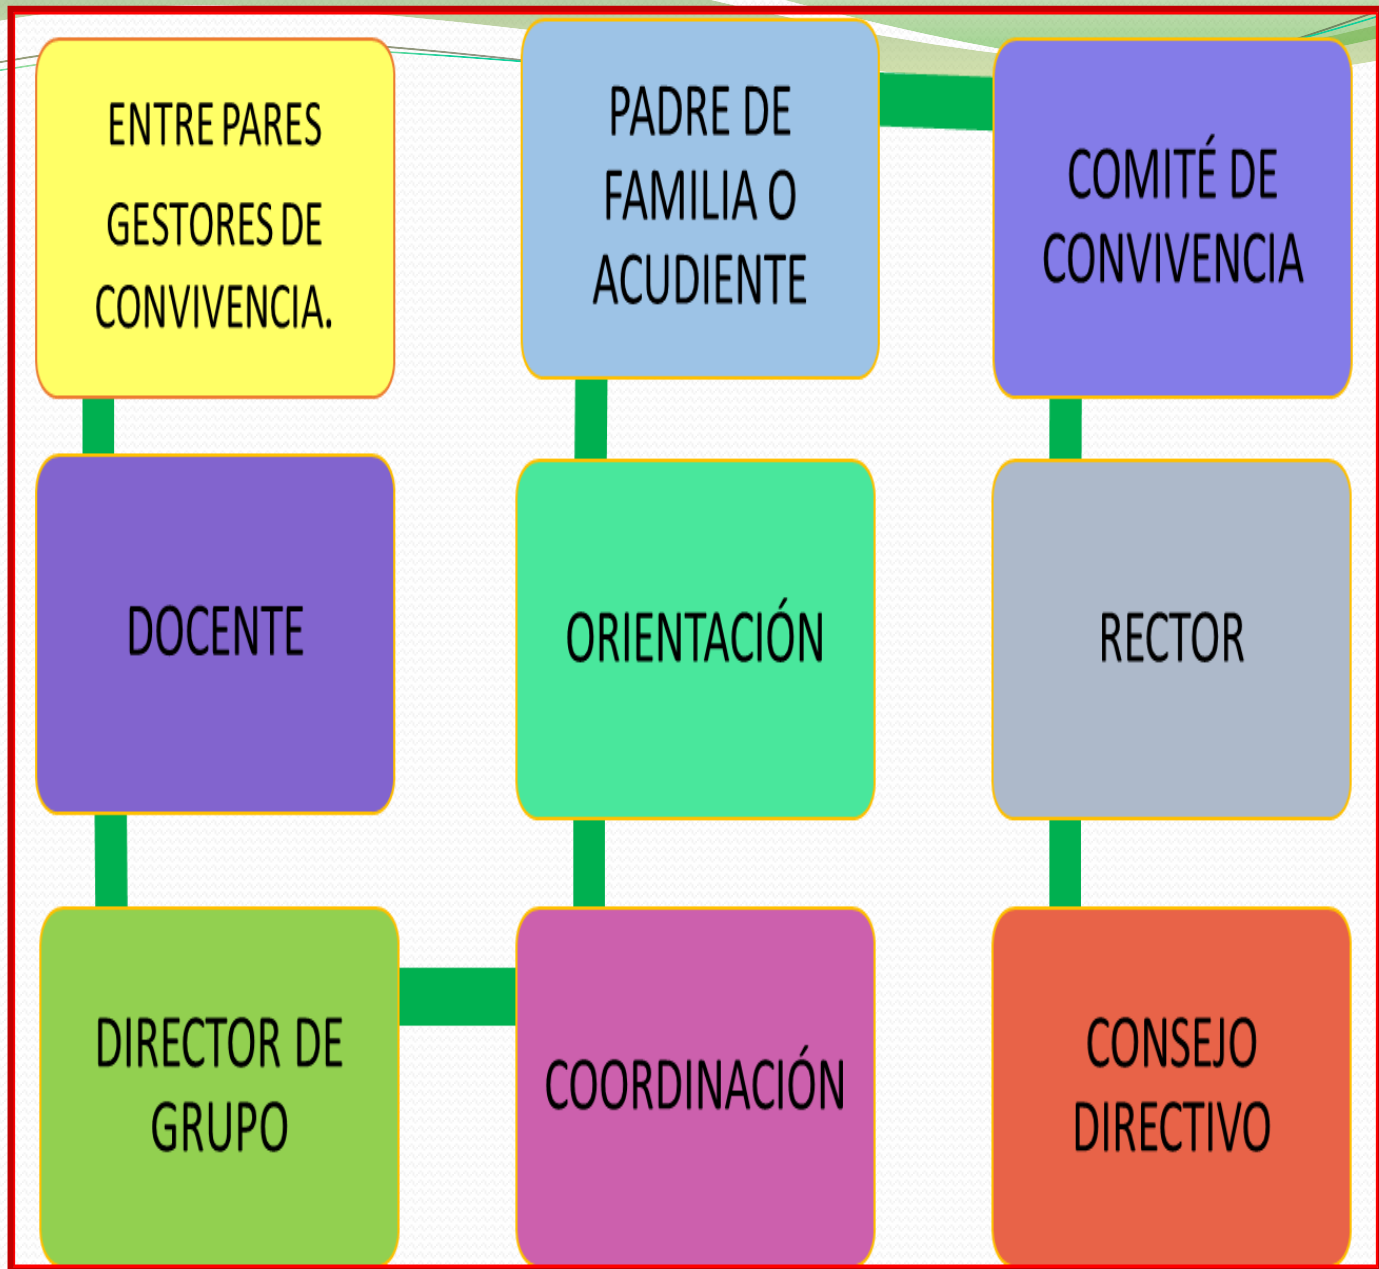 ENTRE PARES
GESTORES DE
CONVIVENCIA.
DOCENTE
DIRECTOR DE
GRUPO
COORDINACIÓN
ORIENTACIÓN
PADRE DE
FAMILIA O
ACUDIENTE
COMITÉ DE
CONVIVENCIA
RECTOR
CONSEJO
DIRECTIVO